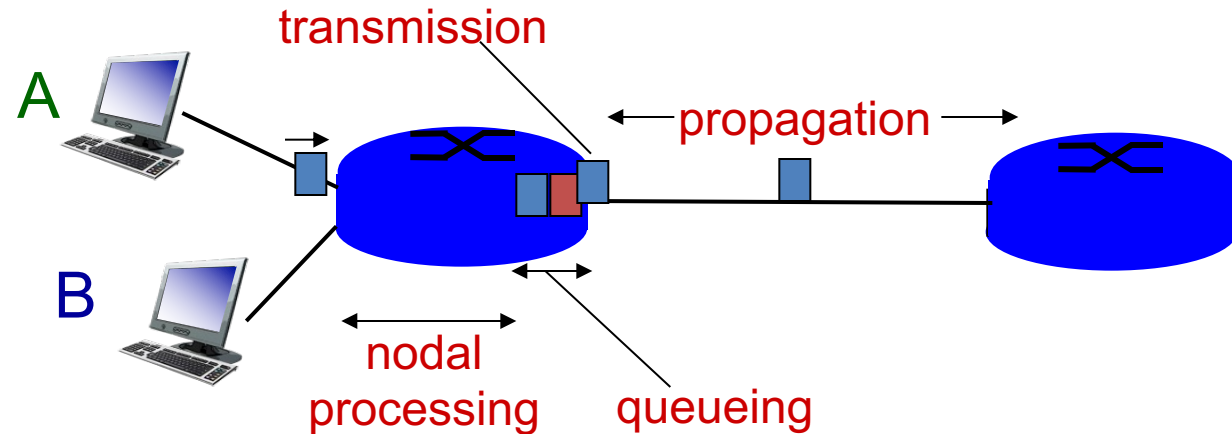 transmission
A
propagation
B
nodal
processing
queueing